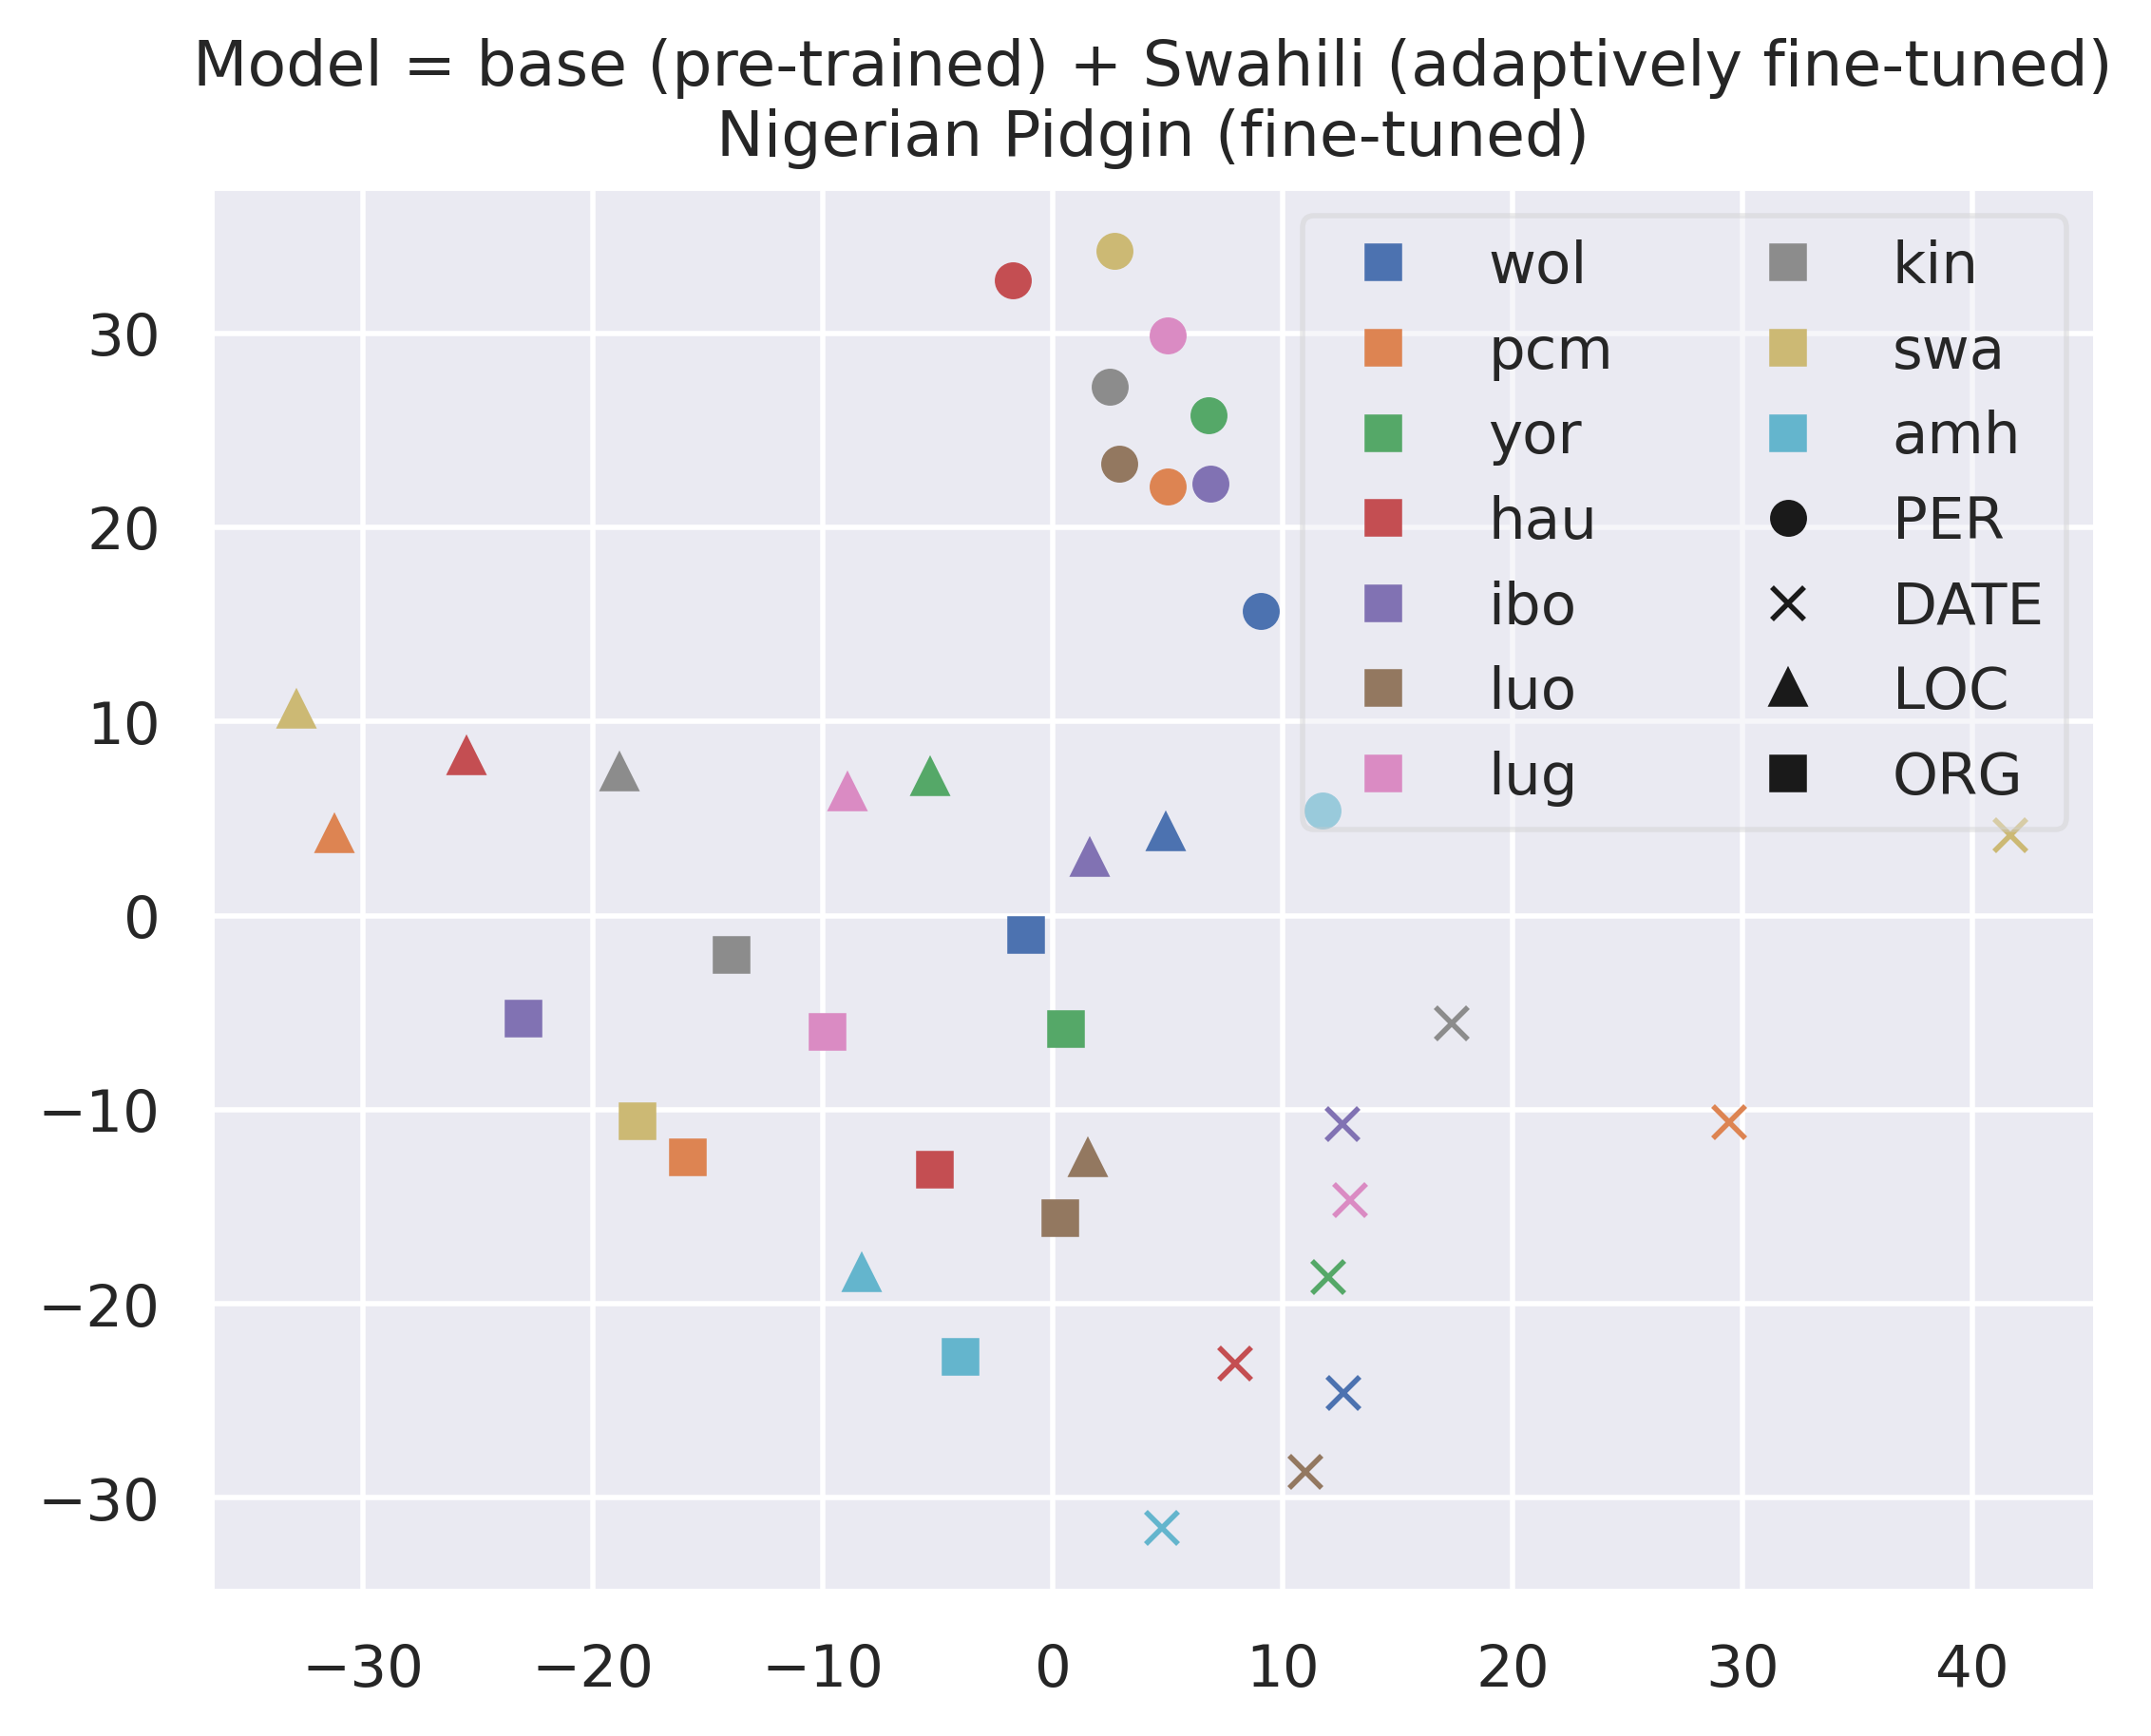 Model = base (pre-trained) + Swahili (adaptively fine-tuned)
Nigerian Pidgin (fine-tuned)
wol
pcm
yor
hau
ibo
luo
lug
kin
swa
amh
PER
DATE
LOC
ORG
30
20
10
0
−10
−20
−30
−30
−20
−10
0
10
20
30
40